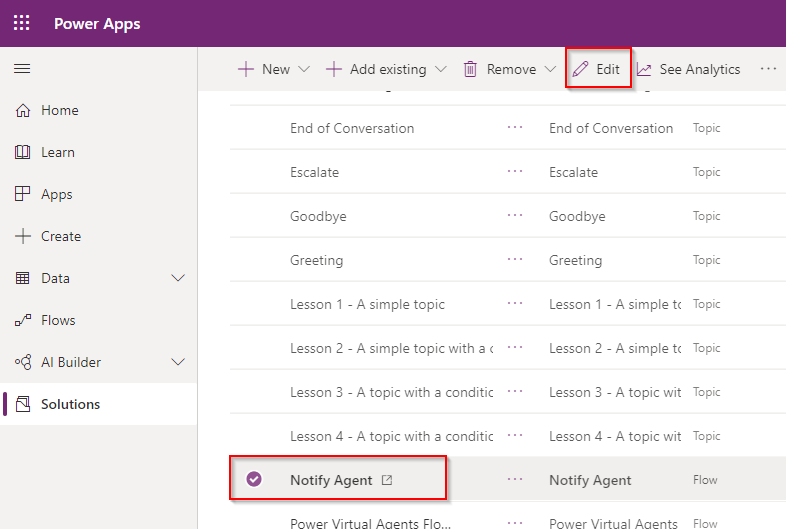 Power Apps
New Add existing Remove Edit See Analytics ···
Home
Learn
Apps
Create
Data
Flows
AI Builder
Solutions
End of Conversation ··· End of Conversation Topic
Escalate ··· Escalate Topic
Goodbye ··· Goodbye Topic
Greeting ··· Greeting Topic
Lesson 1 - A simple topic ··· Lesson 1 - A simple to Topic
Lesson 2 - A simple topic with a c ··· Lesson 2 - A simple to Topic
Lesson 3 - A topic with a conditic ··· Lesson 3 - A topic wit Topic
Lesson 4 - A topic with a conditic ··· Lesson 4 - A topic wit Topic
Notify Agent ··· Notify Agent Flow
Power Virtual Agents Flo... ··· Power Virtual Agents Flow